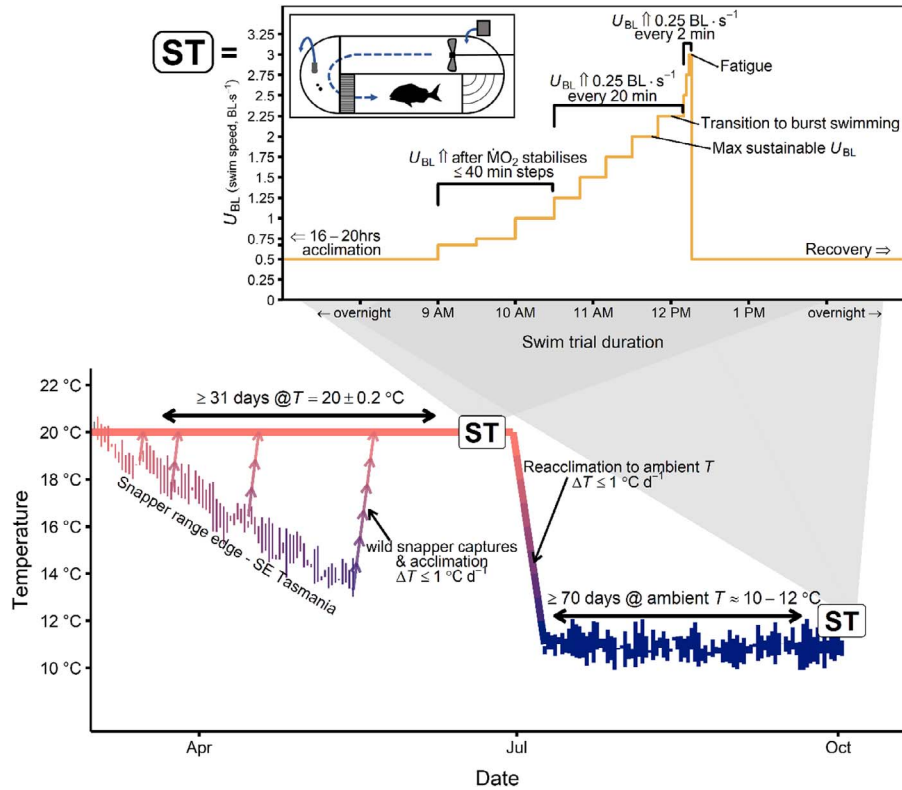 ST =
U_BL ⇑ 0.25 BL · s⁻¹
every 2 min
Fatigue
U_BL ⇑ 0.25 BL · s⁻¹
every 20 min
Transition to burst swimming
Max sustainable U_BL
U_BL ⇑ after ṀO₂ stabilises
≤ 40 min steps
⇐ 16 – 20hrs
acclimation
Recovery ⇒
U_BL (swim speed, BL·s⁻¹)
3
2.75
2.5
2.25
2
1.75
1.5
1.25
1
0.75
0.5
0.25
0
← overnight
9 AM
10 AM
11 AM
12 PM
1 PM
overnight →
Swim trial duration
22 °C
20 °C
18 °C
16 °C
14 °C
12 °C
10 °C
Temperature
≥ 31 days @T = 20 ± 0.2 °C
ST
Reacclimation to ambient T
ΔT ≤ 1 °C d⁻¹
Snapper range edge - SE Tasmania
wild snapper captures
& acclimation
ΔT ≤ 1 °C d⁻¹
≥ 70 days @ ambient T ≈ 10 – 12 °C
ST
Apr
Jul
Oct
Date